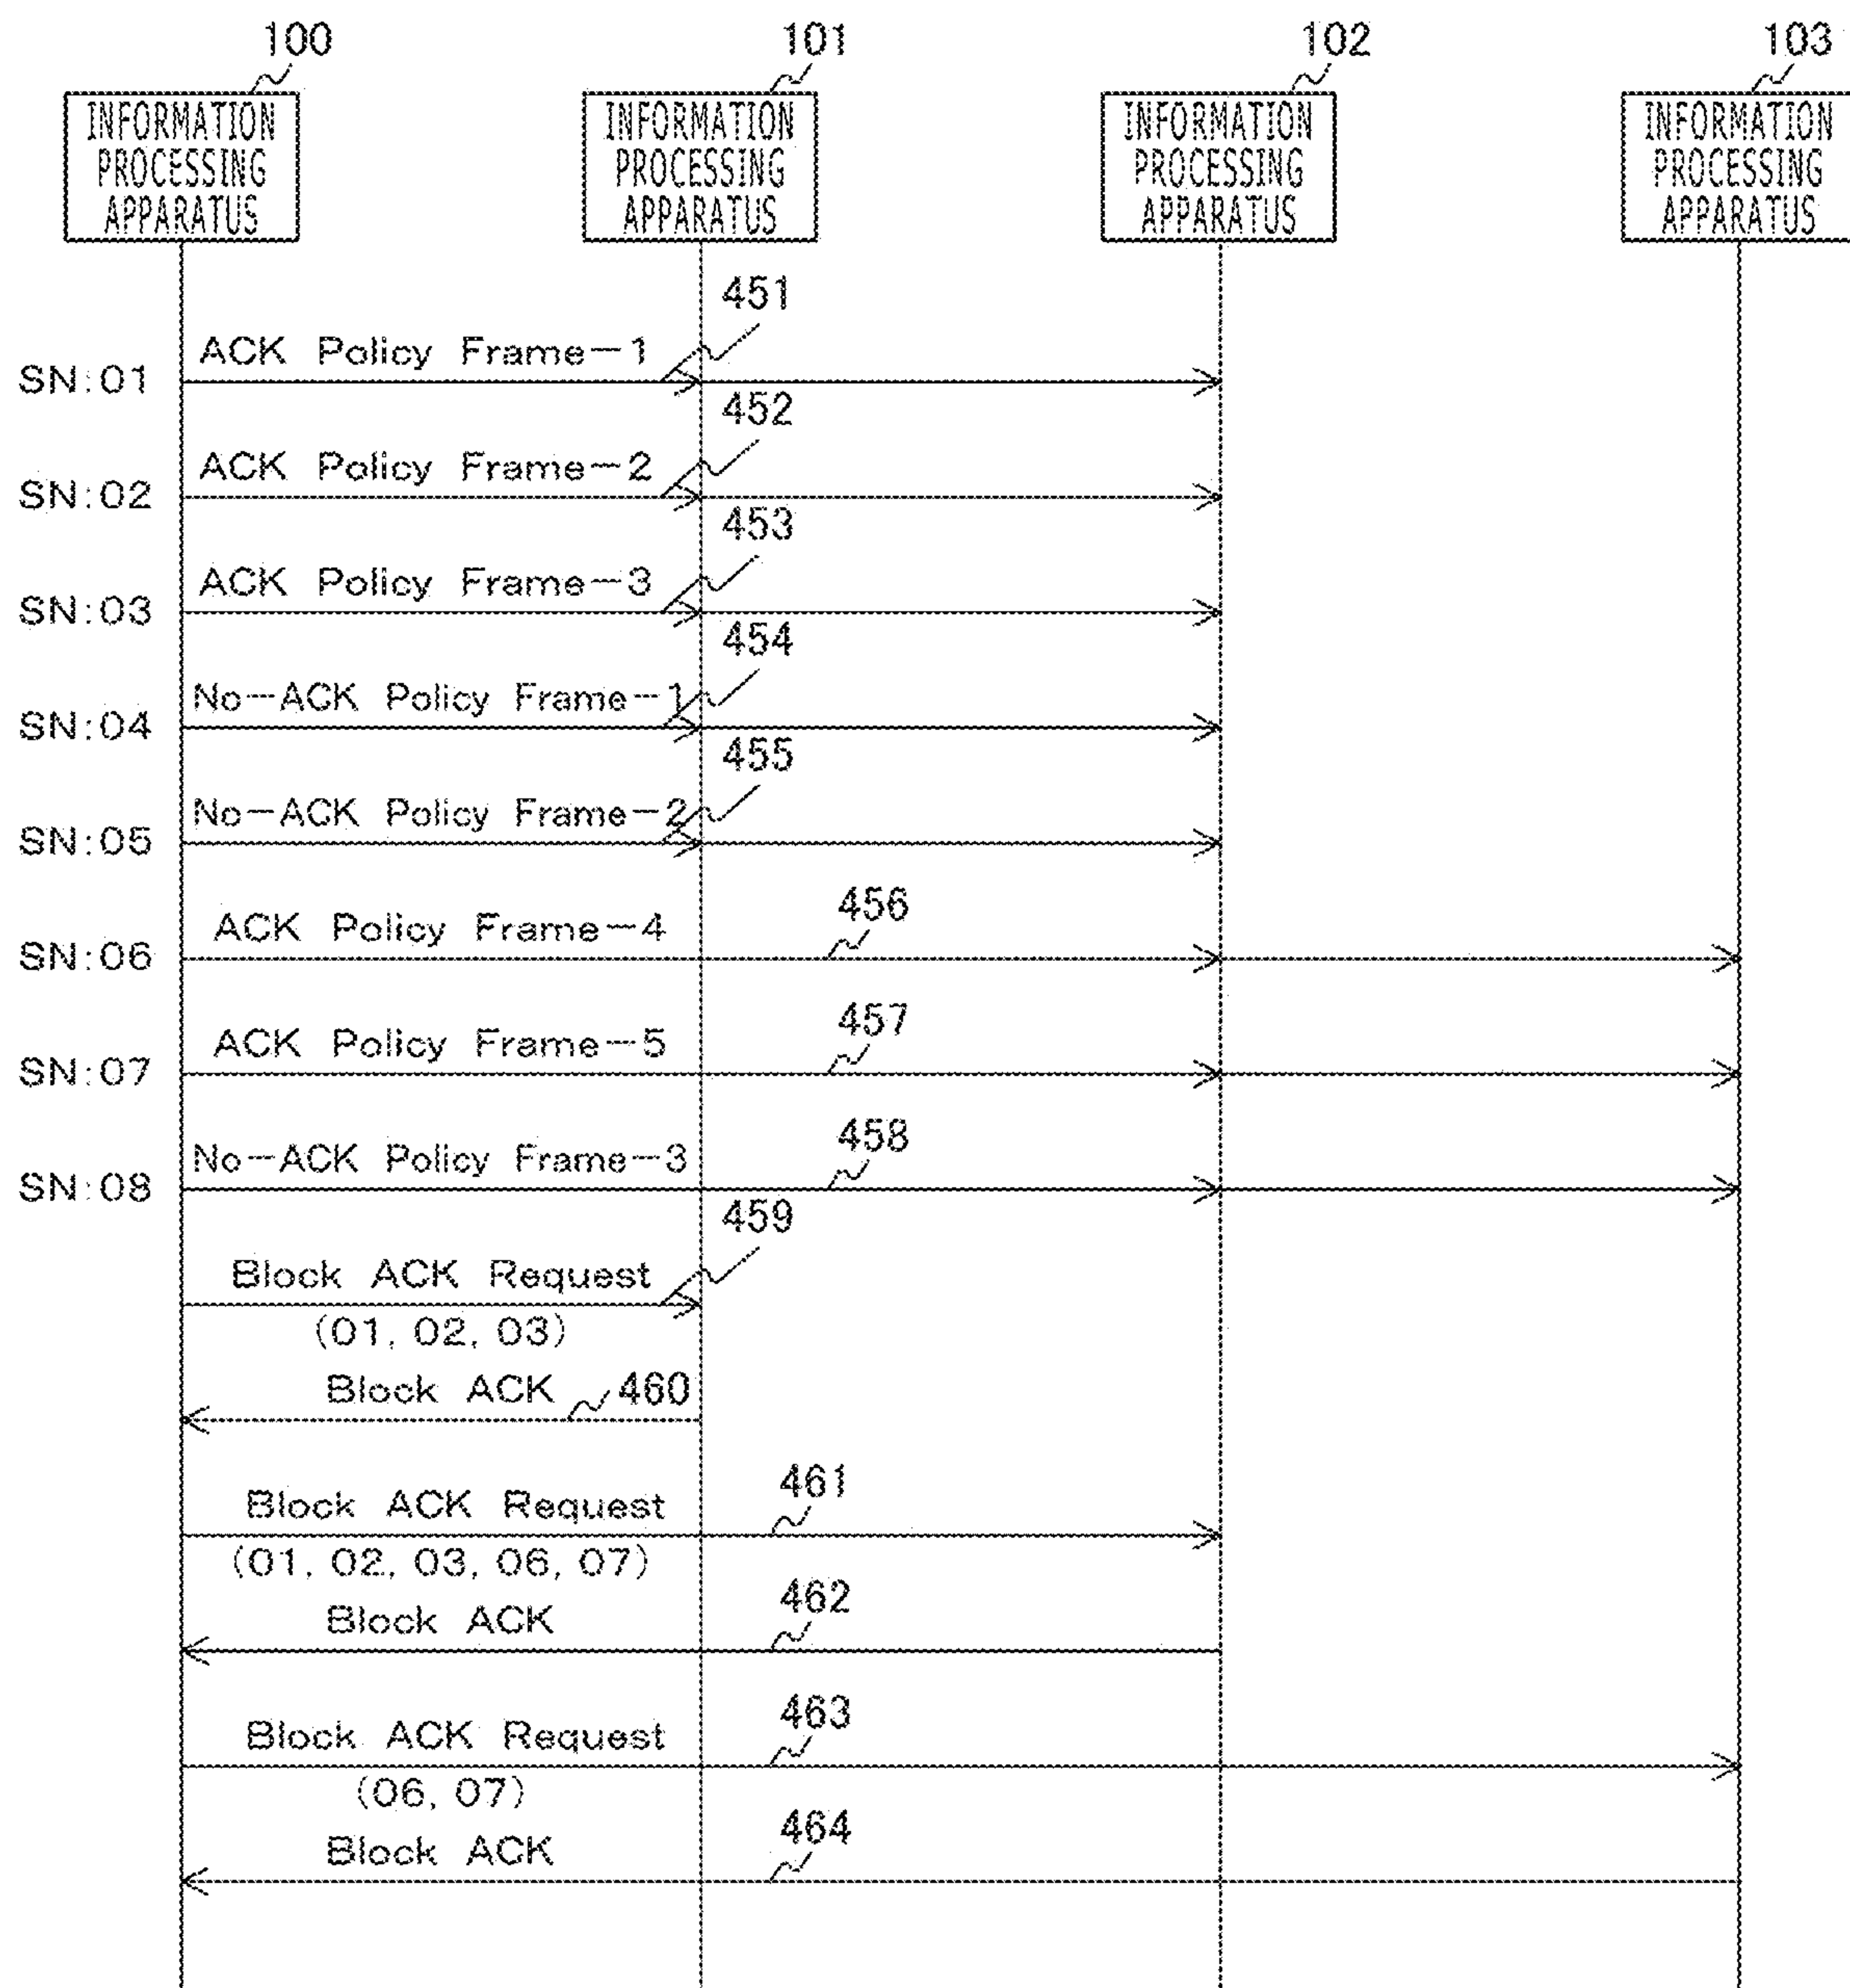 100
101
102
103
INFORMATION
PROCESSING
APPARATUS
INFORMATION
PROCESSING
APPARATUS
INFORMATION
PROCESSING
APPARATUS
INFORMATION
PROCESSING
APPARATUS
451
ACK Policy Frame-1
SN:01
452
ACK Policy Frame-2
SN:02
453
ACK Policy Frame-3
SN:03
454
No-ACK Policy Frame-1
SN:04
455
No-ACK Policy Frame-2
SN:05
456
ACK Policy Frame-4
SN:06
457
ACK Policy Frame-5
SN:07
458
No-ACK Policy Frame-3
SN:08
459
Block ACK Request
(01, 02, 03)
Block ACK 460
461
Block ACK Request
(01, 02, 03, 06, 07)
462
Block ACK
463
Block ACK Request
(06, 07)
464
Block ACK